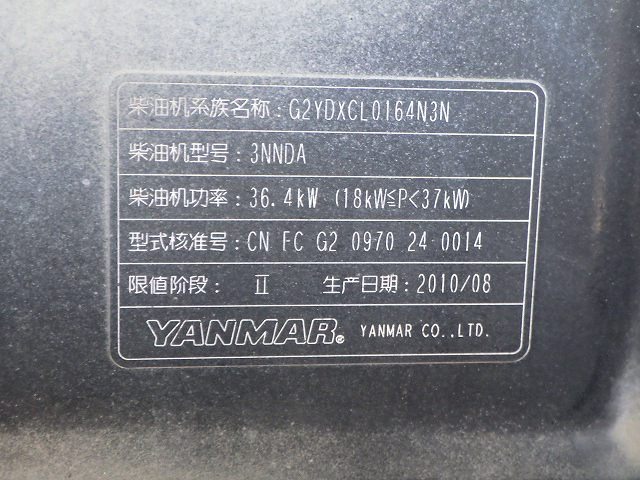 柴油机系族名称：G2YDXCL0164N3N
柴油机型号：3NNDA
柴油机功率：36.4kW (18kW≦P<37kW)
型式核准号：CN FC G2 0970 24 0014
限値阶段： Ⅱ 生产日期：2010/08
YANMAR® YANMAR CO.,LTD.